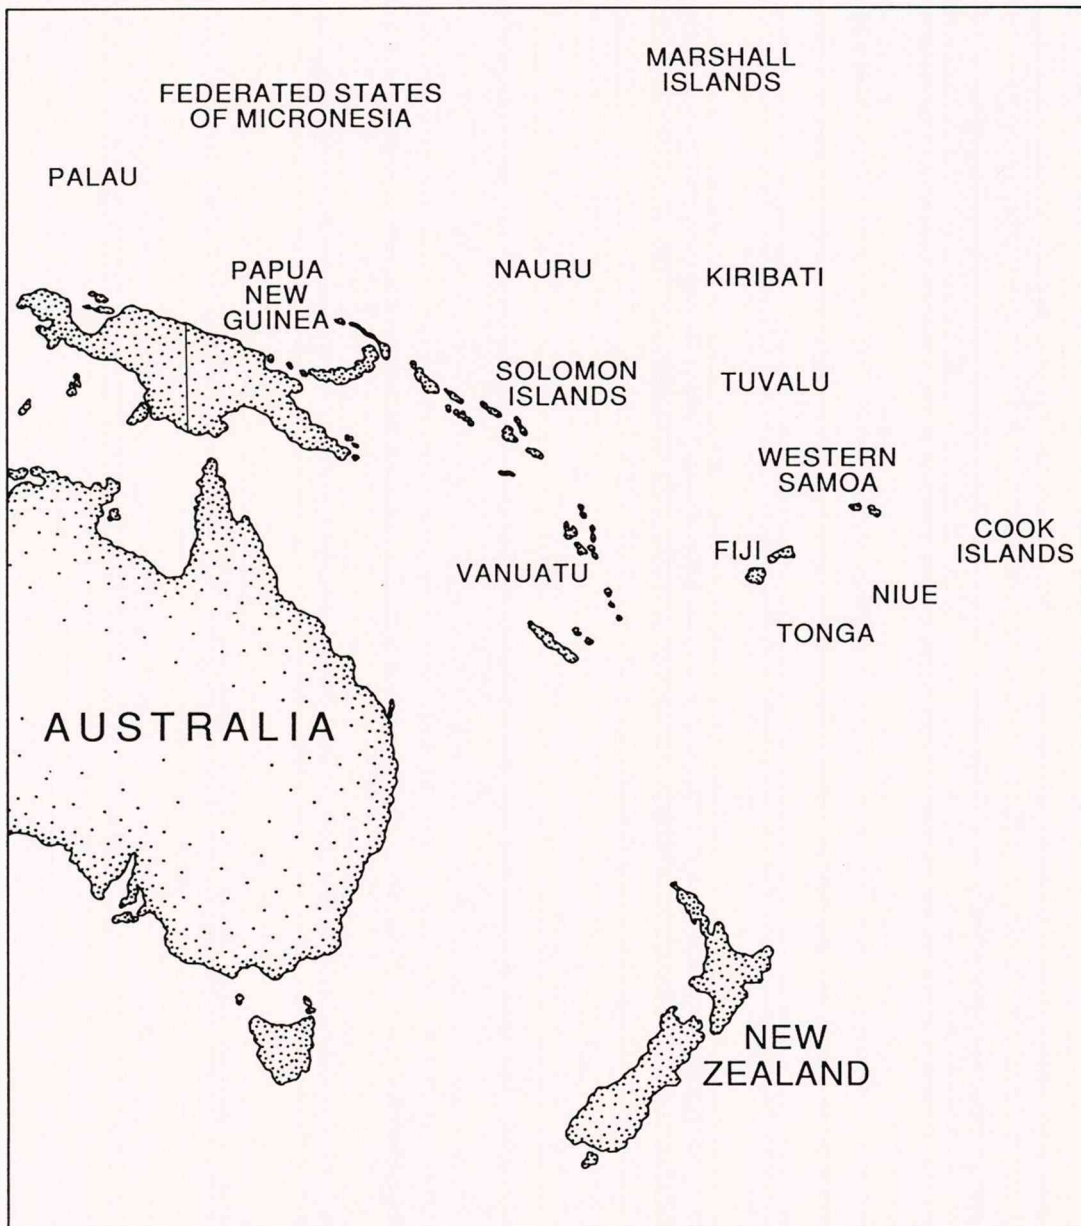 MARSHALL
ISLANDS
FEDERATED STATES
OF MICRONESIA
PALAU
PAPUA
NEW
GUINEA
NAURU
KIRIBATI
SOLOMON
ISLANDS
TUVALU
WESTERN
SAMOA
COOK
ISLANDS
FIJI
VANUATU
NIUE
TONGA
AUSTRALIA
NEW
ZEALAND